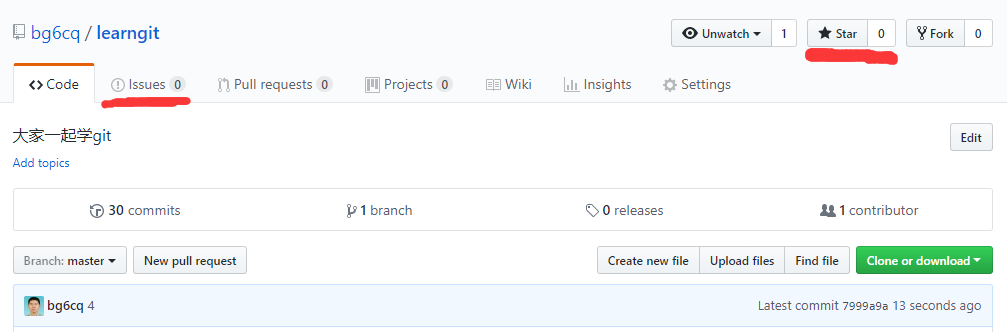 bg6cq / learngit
Unwatch 1 Star 0 Fork 0
Code Issues 0 Pull requests 0 Projects 0 Wiki Insights Settings
大家一起学git
Edit
Add topics
30 commits 1 branch 0 releases 1 contributor
Branch: master New pull request Create new file Upload files Find file Clone or download
bg6cq 4 Latest commit 7999a9a 13 seconds ago